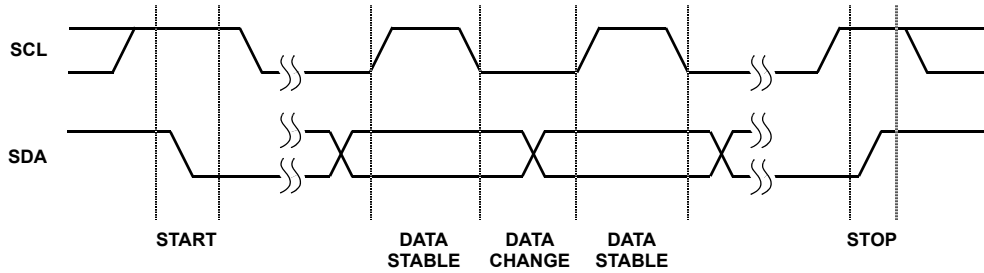 SCL
SDA
START
DATA
STABLE
DATA
CHANGE
DATA
STABLE
STOP